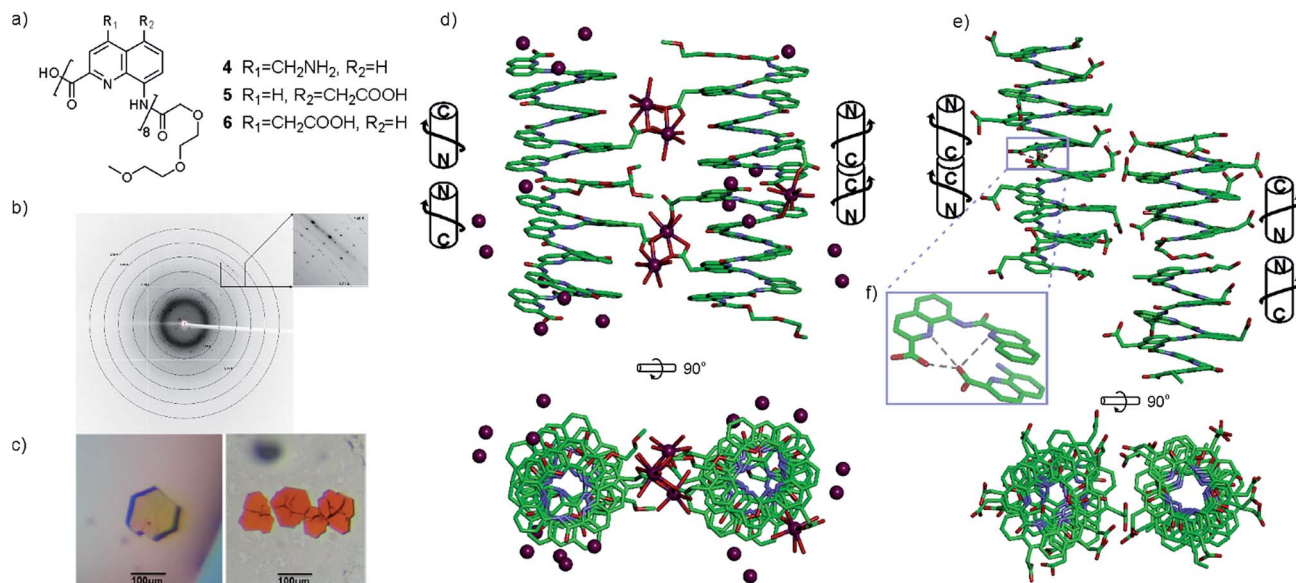 a)
R1 R2
HO
O
N
HN
8
O
O
O
O
4 R1=CH2NH2, R2=H
5 R1=H, R2=CH2COOH
6 R1=CH2COOH, R2=H
b)
c)
100µm
100µm
d)
C
N
N
C
N
C
C
N
90°
e)
N
C
C
N
C
N
N
C
f)
90°